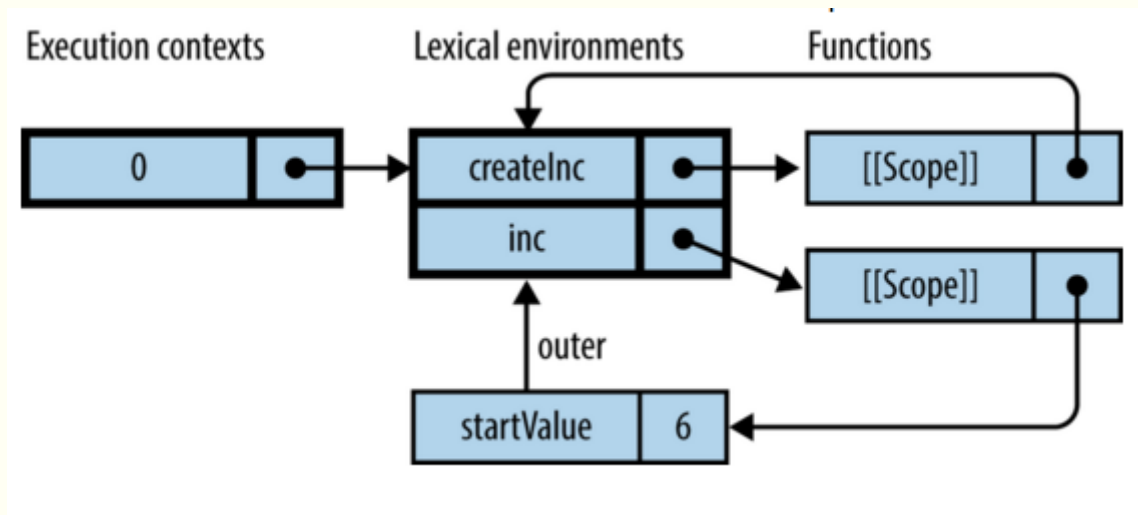 Execution contexts
Lexical environments
Functions
0
createInc
[[Scope]]
inc
[[Scope]]
outer
startValue
6